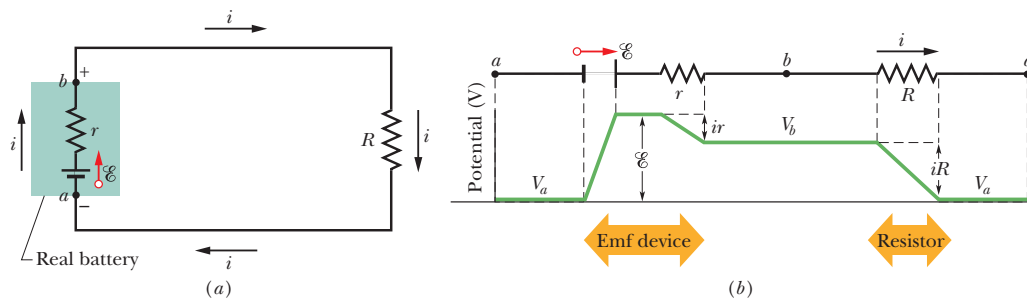 i
b
+
r
i
ℰ
a
−
R
i
Real battery
i
(a)
ℰ
i
a
b
a
r
R
Potential (V)
ir
V_b
ℰ
iR
V_a
V_a
Emf device
Resistor
(b)